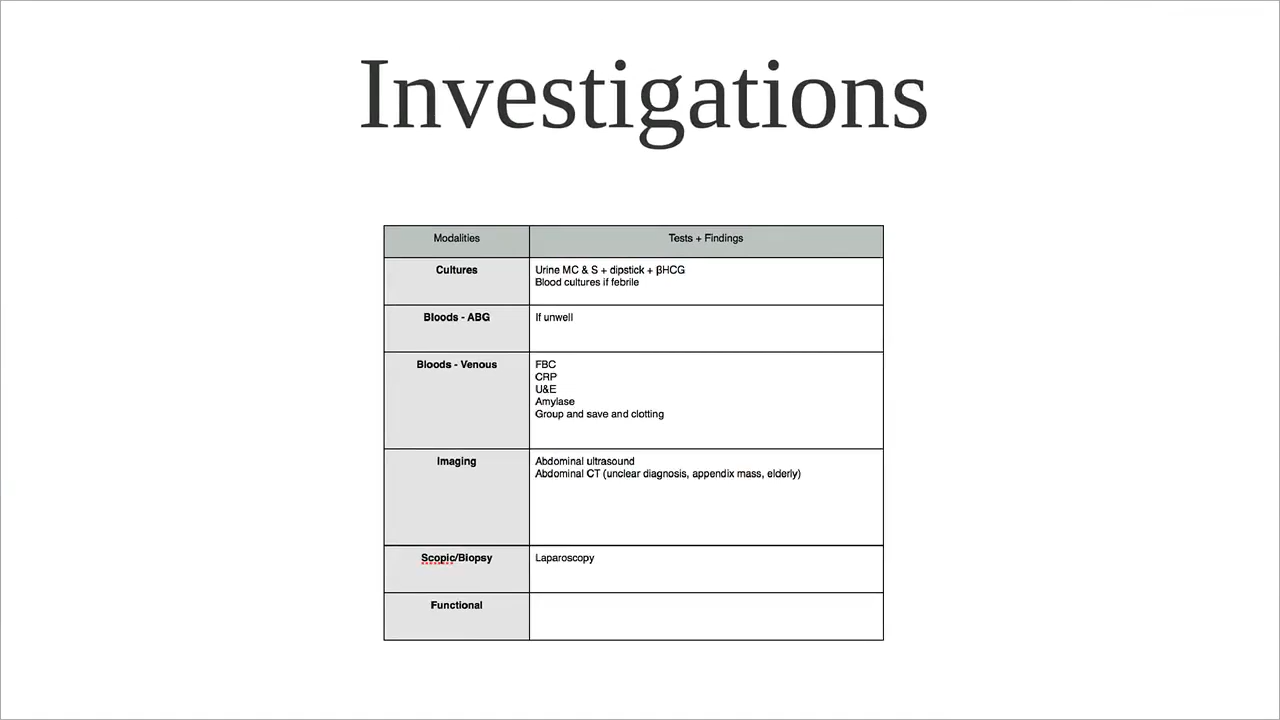 Investigations
Modalities
Tests + Findings
Cultures
Urine MC & S + dipstick + βHCG
Blood cultures if febrile
Bloods - ABG
If unwell
Bloods - Venous
FBC
CRP
U&E
Amylase
Group and save and clotting
Imaging
Abdominal ultrasound
Abdominal CT (unclear diagnosis, appendix mass, elderly)
Scopic/Biopsy
Laparoscopy
Functional